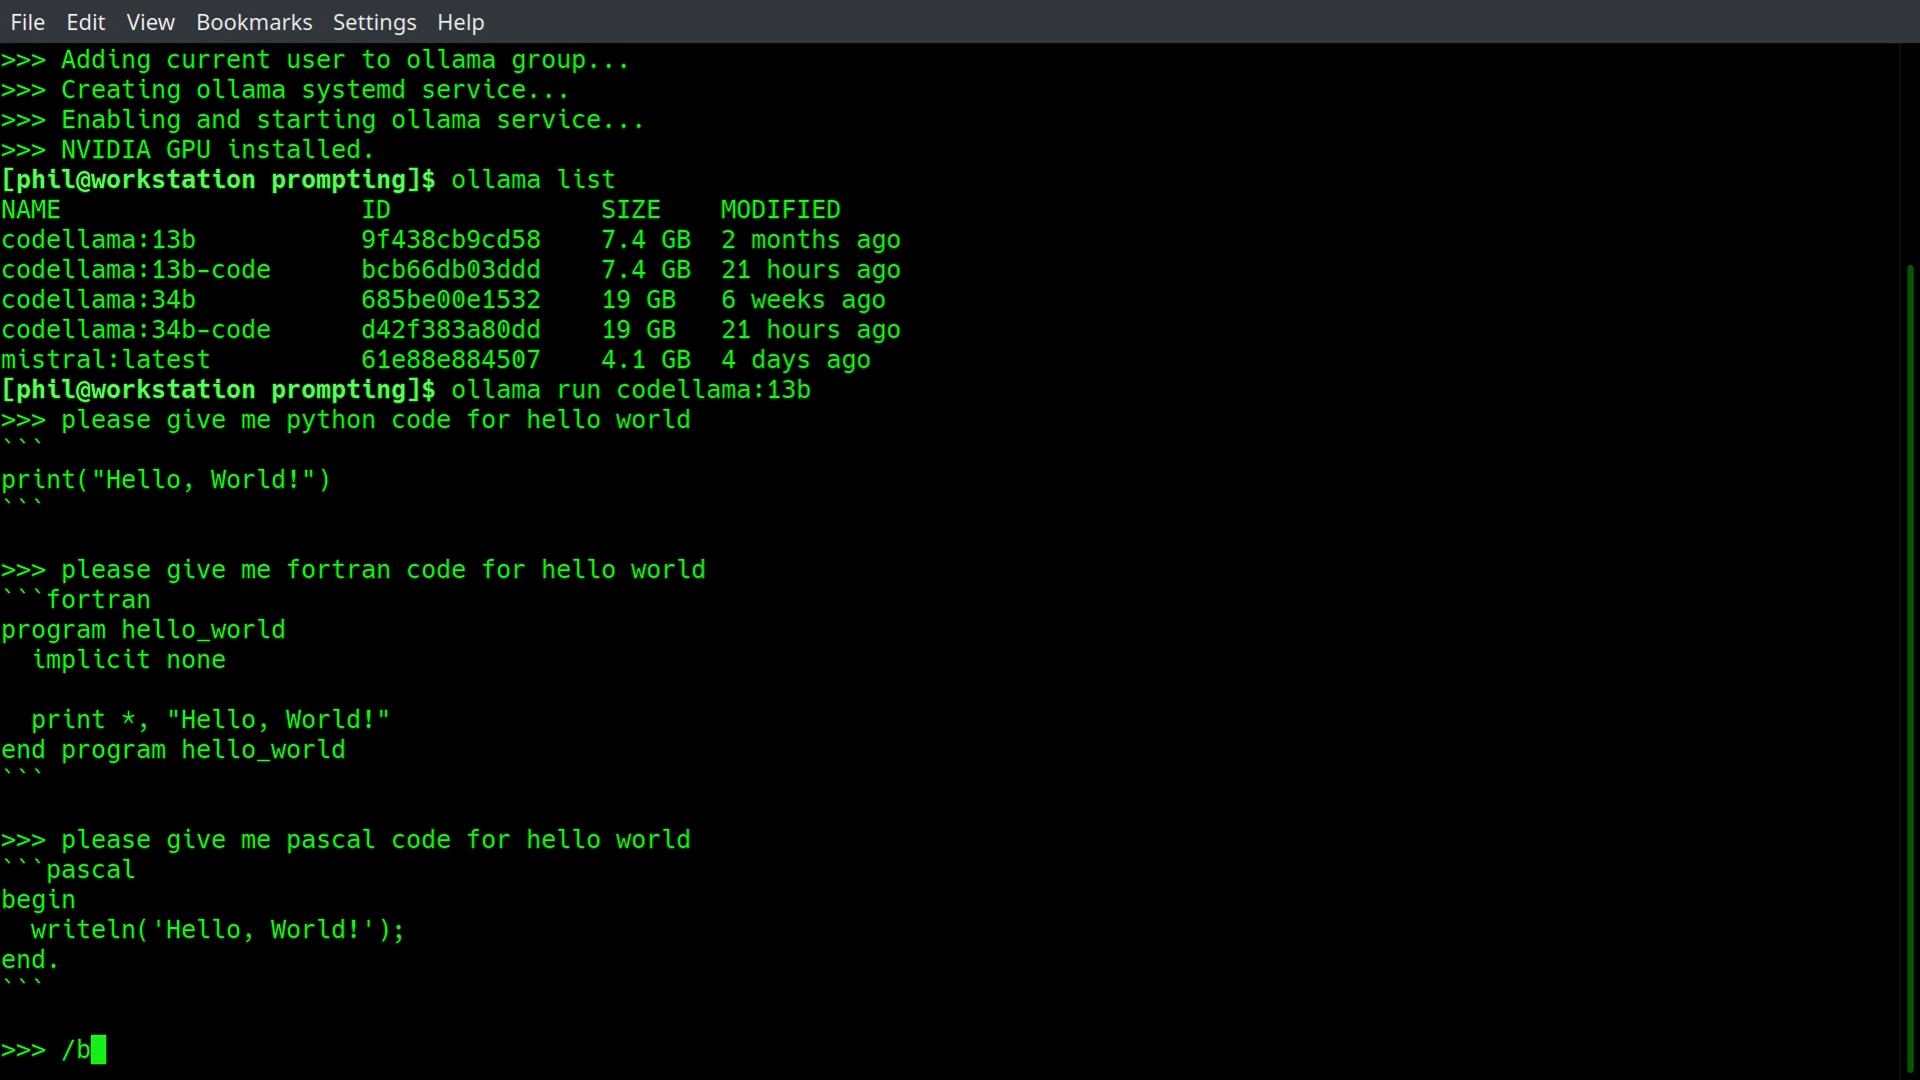 File Edit View Bookmarks Settings Help
>>> Adding current user to ollama group...
>>> Creating ollama systemd service...
>>> Enabling and starting ollama service...
>>> NVIDIA GPU installed.
[phil@workstation prompting]$ ollama list
NAME                    ID              SIZE    MODIFIED
codellama:13b           9f438cb9cd58    7.4 GB  2 months ago
codellama:13b-code      bcb66db03ddd    7.4 GB  21 hours ago
codellama:34b           685be00e1532    19 GB   6 weeks ago
codellama:34b-code      d42f383a80dd    19 GB   21 hours ago
mistral:latest          61e88e884507    4.1 GB  4 days ago
[phil@workstation prompting]$ ollama run codellama:13b
>>> please give me python code for hello world
```
print("Hello, World!")
```
>>> please give me fortran code for hello world
```fortran
program hello_world
  implicit none
  print *, "Hello, World!"
end program hello_world
```
>>> please give me pascal code for hello world
```pascal
begin
  writeln('Hello, World!');
end.
```
>>> /b